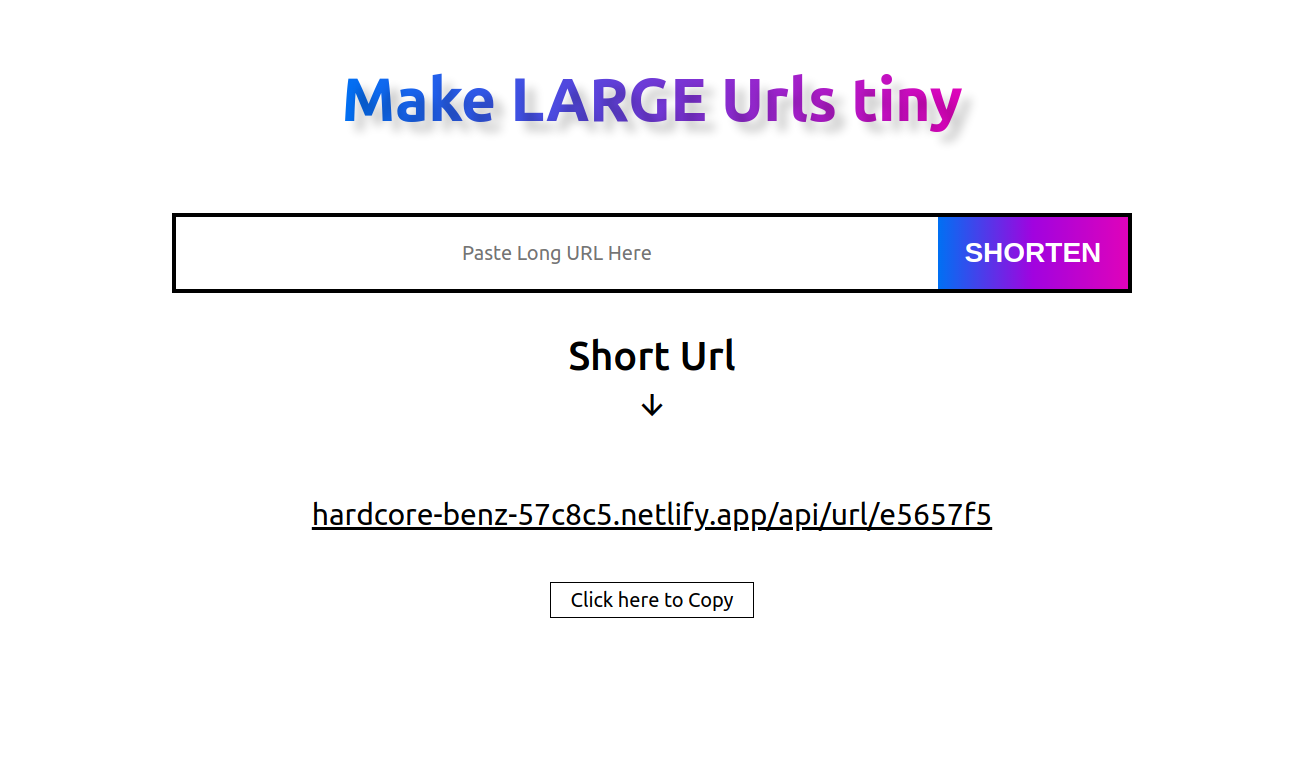 Make LARGE Urls tiny
Paste Long URL Here
SHORTEN
Short Url
↓
hardcore-benz-57c8c5.netlify.app/api/url/e5657f5
Click here to Copy